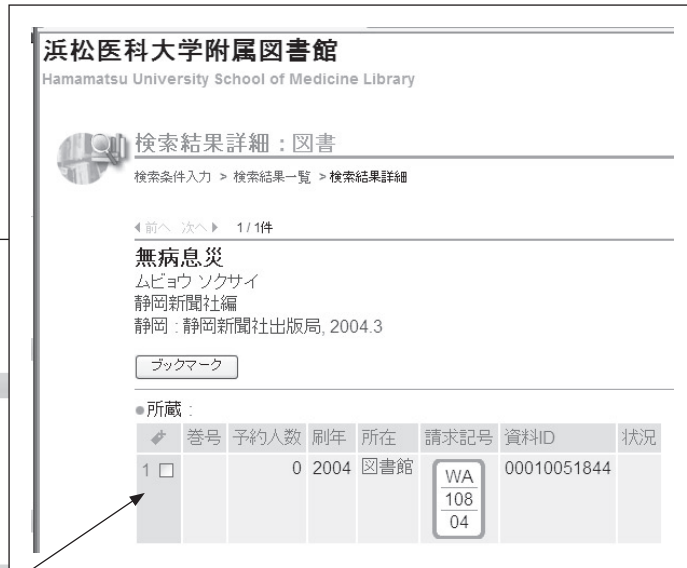 浜松医科大学附属図書館
Hamamatsu University School of Medicine Library
検索結果詳細：図書
検索条件入力 > 検索結果一覧 > 検索結果詳細
前へ 次へ 1/1件
無病息災
ムビョウ ソクサイ
静岡新聞社編
静岡 : 静岡新聞社出版局, 2004.3
ブックマーク
所蔵 :
巻号 予約人数 刷年 所在 請求記号 資料ID 状況
1 0 2004 図書館 WA 00010051844
108
04